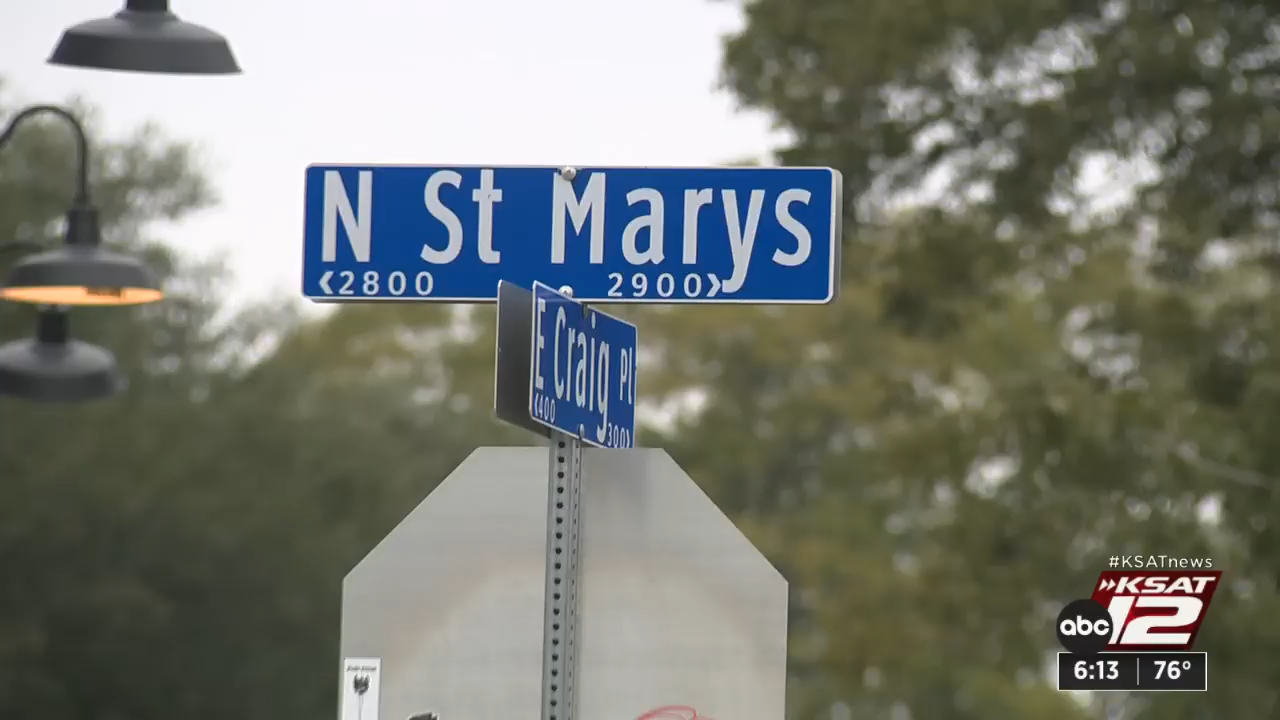 N St Marys
‹2800 2900›
E Craig Pl
‹400 300›
#KSATnews
KSAT
abc 12
6:13 76°